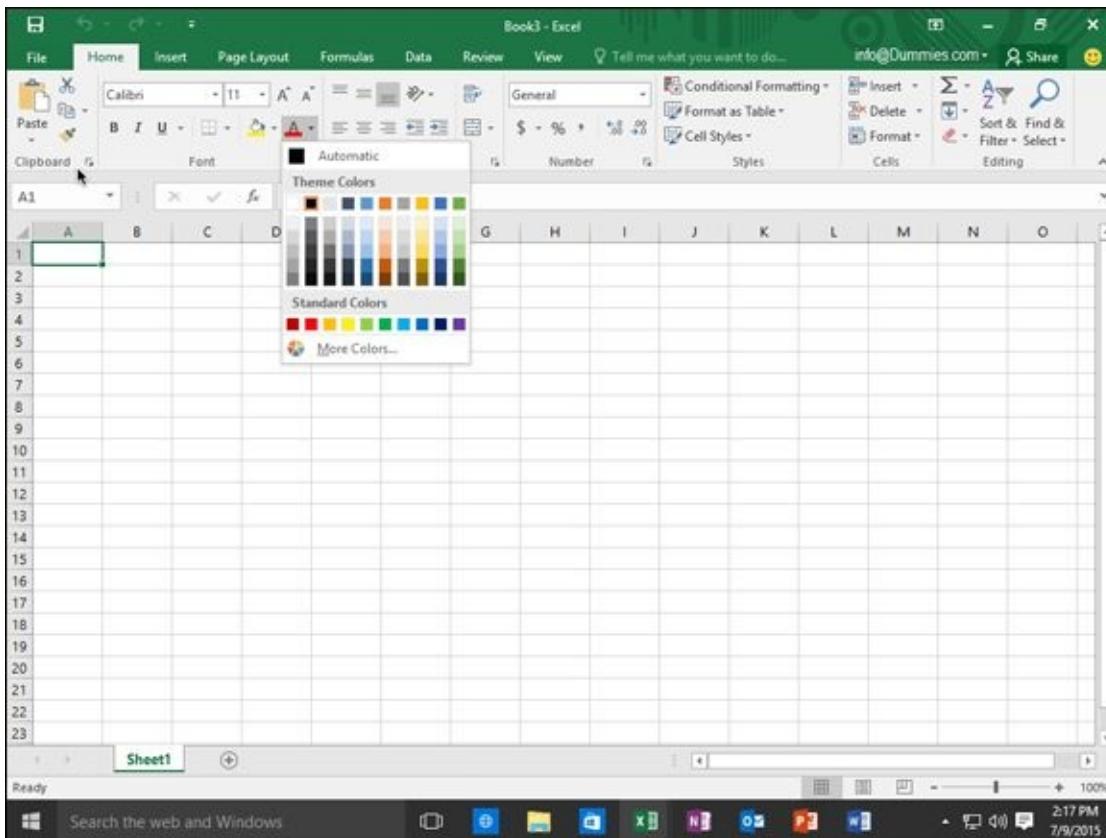 Book3 - Excel
File Home Insert Page Layout Formulas Data Review View Tell me what you want to do... info@Dummies.com Share
Paste
Calibri 11 A A
B I U A
General
$ % ,
Conditional Formatting
Format as Table
Cell Styles
Insert
Delete
Format
Σ
Sort & Filter
Find & Select
Clipboard Font Number Styles Cells Editing
Automatic
Theme Colors
Standard Colors
More Colors...
A1 fx
A B C D G H I J K L M N O
1
2
3
4
5
6
7
8
9
10
11
12
13
14
15
16
17
18
19
20
21
22
23
Sheet1
Ready 100%
Search the web and Windows
2:17 PM
7/9/2015